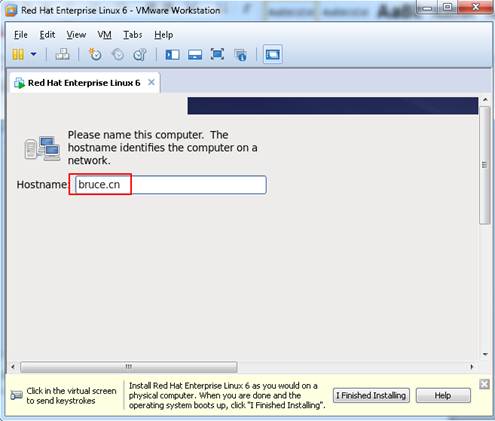 Red Hat Enterprise Linux 6 - VMware Workstation
File Edit View VM Tabs Help
Red Hat Enterprise Linux 6
Please name this computer. The
hostname identifies the computer on a
network.
Hostname: bruce.cn
Click in the virtual screen
to send keystrokes
Install Red Hat Enterprise Linux 6 as you would on a
physical computer. When you are done and the
operating system boots up, click "I Finished Installing".
I Finished Installing
Help